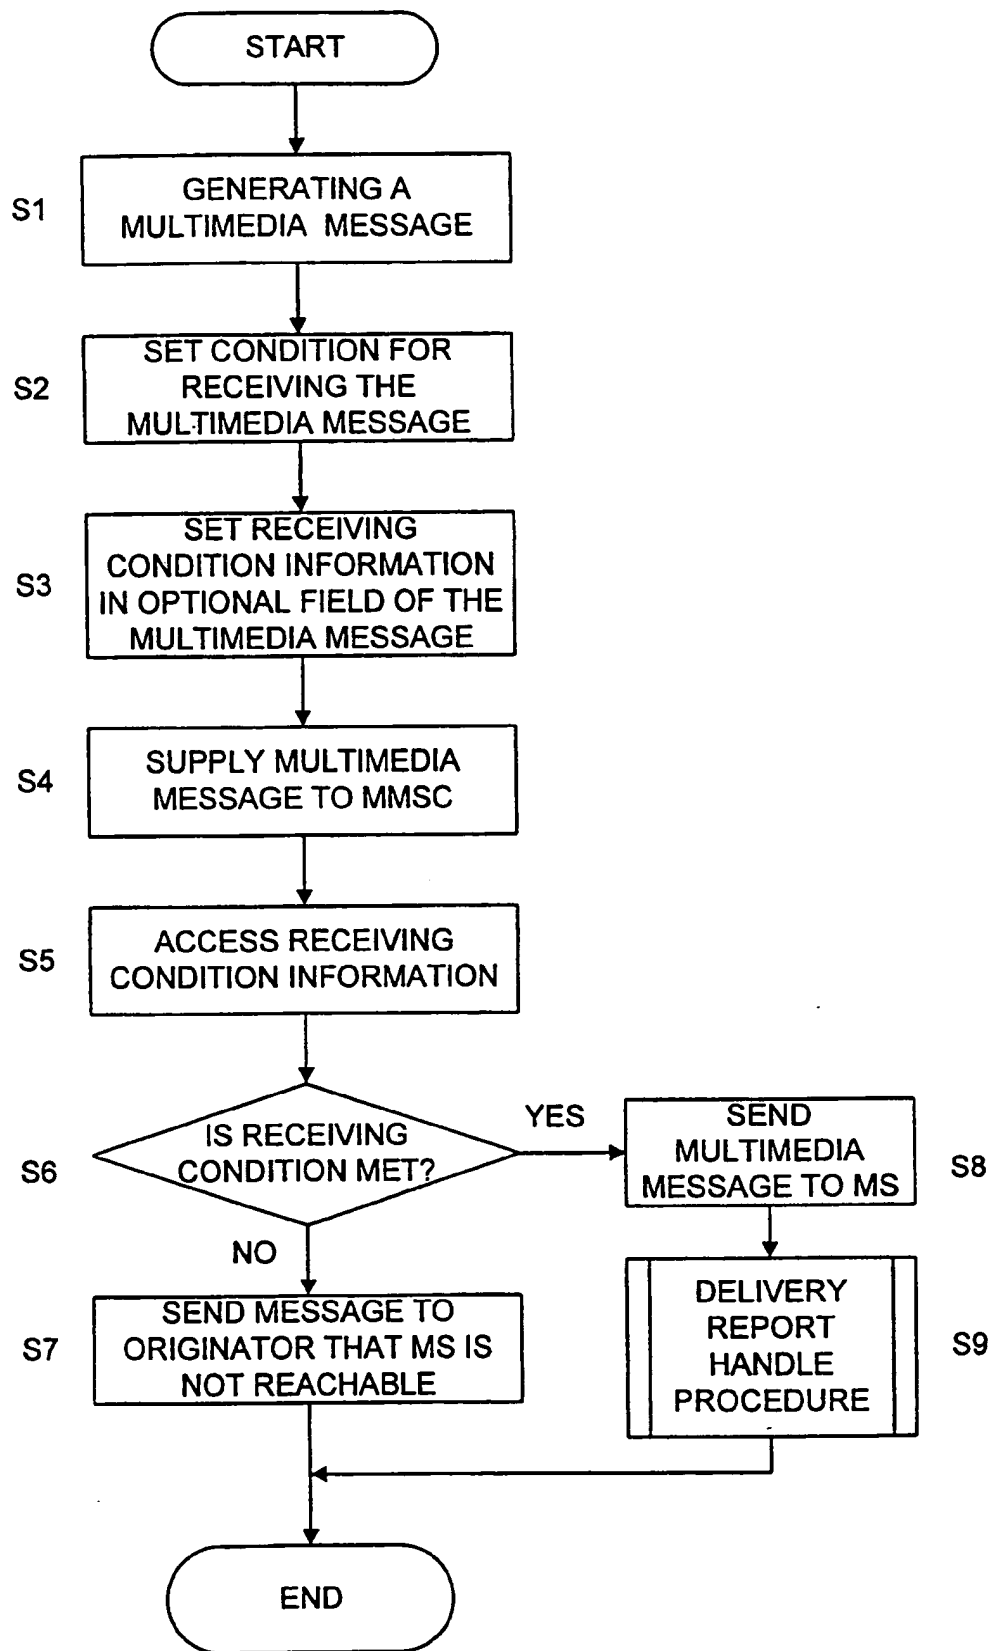 START
S1
GENERATING A
MULTIMEDIA MESSAGE
S2
SET CONDITION FOR
RECEIVING THE
MULTIMEDIA MESSAGE
S3
SET RECEIVING
CONDITION INFORMATION
IN OPTIONAL FIELD OF THE
MULTIMEDIA MESSAGE
S4
SUPPLY MULTIMEDIA
MESSAGE TO MMSC
S5
ACCESS RECEIVING
CONDITION INFORMATION
S6
IS RECEIVING
CONDITION MET?
YES
SEND
MULTIMEDIA
MESSAGE TO MS
S8
NO
S7
SEND MESSAGE TO
ORIGINATOR THAT MS IS
NOT REACHABLE
DELIVERY
REPORT
HANDLE
PROCEDURE
S9
END